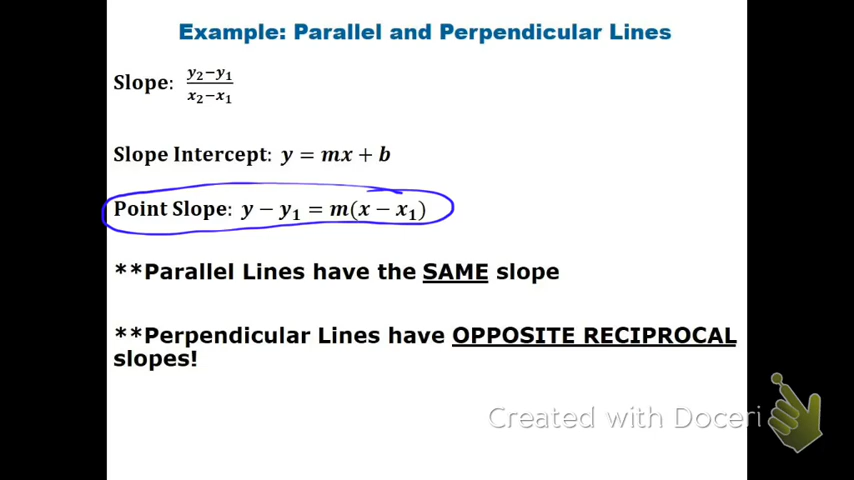 Example: Parallel and Perpendicular Lines
Slope: y₂−y₁
x₂−x₁
Slope Intercept: y = mx + b
Point Slope: y − y₁ = m(x − x₁)
**Parallel Lines have the SAME slope
**Perpendicular Lines have OPPOSITE RECIPROCAL
slopes!
Created with Doceri